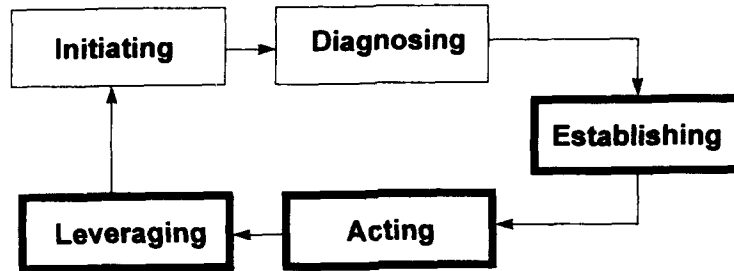 Initiating
Diagnosing
Establishing
Acting
Leveraging